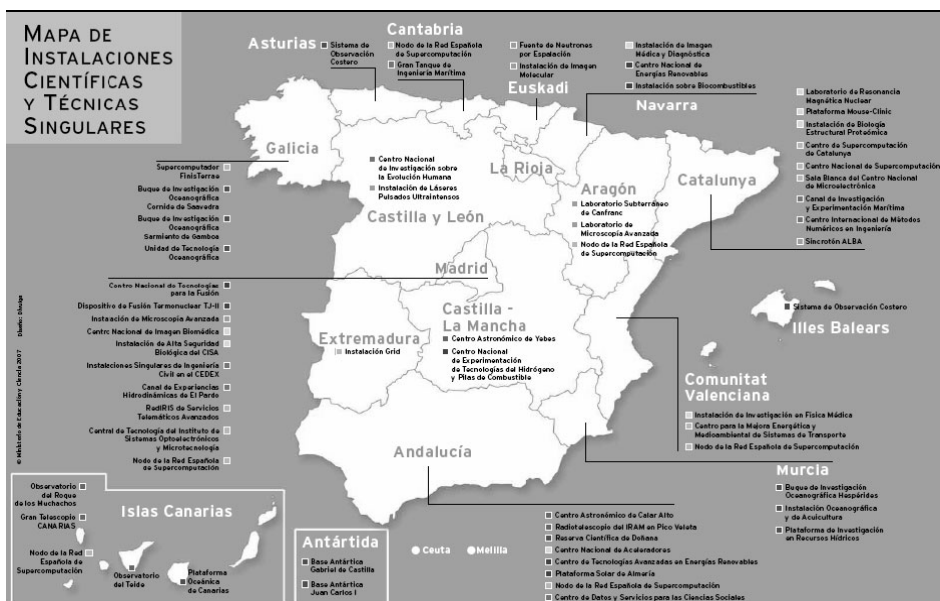 MAPA DE
INSTALACIONES
CIENTÍFICAS
Y TÉCNICAS
SINGULARES
Asturias
Sistema de
Observación
Costero
Cantabria
Nodo de la Red Española
de Supercomputación
Gran Tanque de
Ingeniería Marítima
Fuente de Neutrones
por Espalación
Instalación de Imagen
Molecular
Euskadi
Instalación de Imagen
Médica y Diagnóstica
Centro Nacional de
Energías Renovables
Instalación sobre Biocombustibles
Navarra
Laboratorio de Resonancia
Magnética Nuclear
Plataforma Mouse-Clinic
Instalación de Biología
Estructural Proteómica
Centro de Supercomputación
de Catalunya
Centro Nacional de Supercomputación
Sala Blanca del Centro Nacional
de Microelectrónica
Canal de Investigación
y Experimentación Marítima
Centro Internacional de Métodos
Numéricos en Ingeniería
Sincrotón ALBA
Galicia
Supercomputador
FinisTerrae
Buque de Investigación
Oceanográfica
Cornide de Saavedra
Buque de Investigación
Oceanográfica
Sarmiento de Gamboa
Unidad de Tecnología
Oceanográfica
Centro Nacional
de Investigación sobre
la Evolución Humana
Instalación de Láseres
Pulsados Ultraintensos
Castilla y León
La Rioja
Aragón
Laboratorio Subterráneo
de Canfranc
Laboratorio de
Microscopía Avanzada
Nodo de la Red Española
de Supercomputación
Catalunya
Madrid
Centro Nacional de Tecnologías
para la Fusión
Dispositivo de Fusión Termonuclear TJ-II
Instalación de Microscopía Avanzada
Centro Nacional de Imagen Biomédica
Instalación de Alta Seguridad
Biológica del CISA
Instalaciones Singulares de Ingeniería
Civil en el CEDEX
Canal de Experiencias
Hidrodinámicas de El Pardo
RedIRIS de Servicios
Telemáticos Avanzados
Central de Tecnología del Instituto de
Sistemas Optoelectrónicos
y Microtecnología
Nodo de la Red Española
de Supercomputación
Extremadura
Instalación Grid
Castilla -
La Mancha
Centro Astronómico de Yebes
Centro Nacional
de Experimentación
de Tecnologías del Hidrógeno
y Pilas de Combustible
Sistema de Observación Costero
Illes Balears
Comunitat
Valenciana
Instalación de Investigación en Física Médica
Centro para la Mejora Energética y
Medioambiental de Sistemas de Transporte
Nodo de la Red Española de Supercomputación
Murcia
Buque de Investigación
Oceanográfica Hespérides
Instalación Oceanográfica
y de Acuicultura
Plataforma de Investigación
en Recursos Hídricos
Andalucía
Centro Astronómico de Calar Alto
Radiotelescopio del IRAM en Pico Veleta
Reserva Científica de Doñana
Centro Nacional de Aceleradores
Centro de Tecnologías Avanzadas en Energías Renovables
Plataforma Solar de Almería
Nodo de la Red Española de Supercomputación
Centro de Datos y Servicios para las Ciencias Sociales
Ceuta
Melilla
Antártida
Base Antártica
Gabriel de Castilla
Base Antártica
Juan Carlos I
Islas Canarias
Observatorio
del Roque
de los Muchachos
Gran Telescopio
CANARIAS
Nodo de la Red
Española de
Supercomputación
Observatorio
del Teide
Plataforma
Oceánica
de Canarias
© Ministerio de Educación y Ciencia 2007 Diseño: Divulga